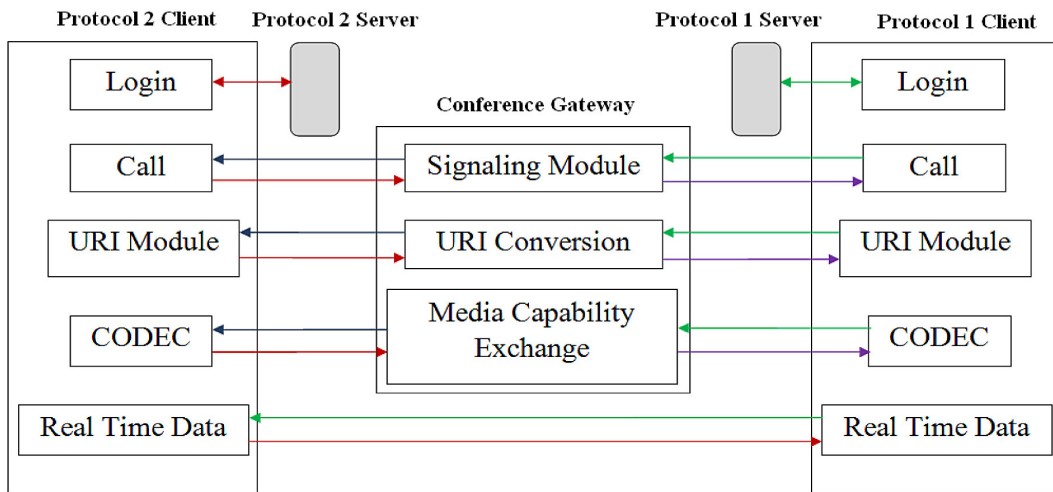 Protocol 2 Client
Protocol 2 Server
Protocol 1 Server
Protocol 1 Client
Login
Login
Conference Gateway
Call
Signaling Module
Call
URI Module
URI Conversion
URI Module
CODEC
Media Capability
Exchange
CODEC
Real Time Data
Real Time Data